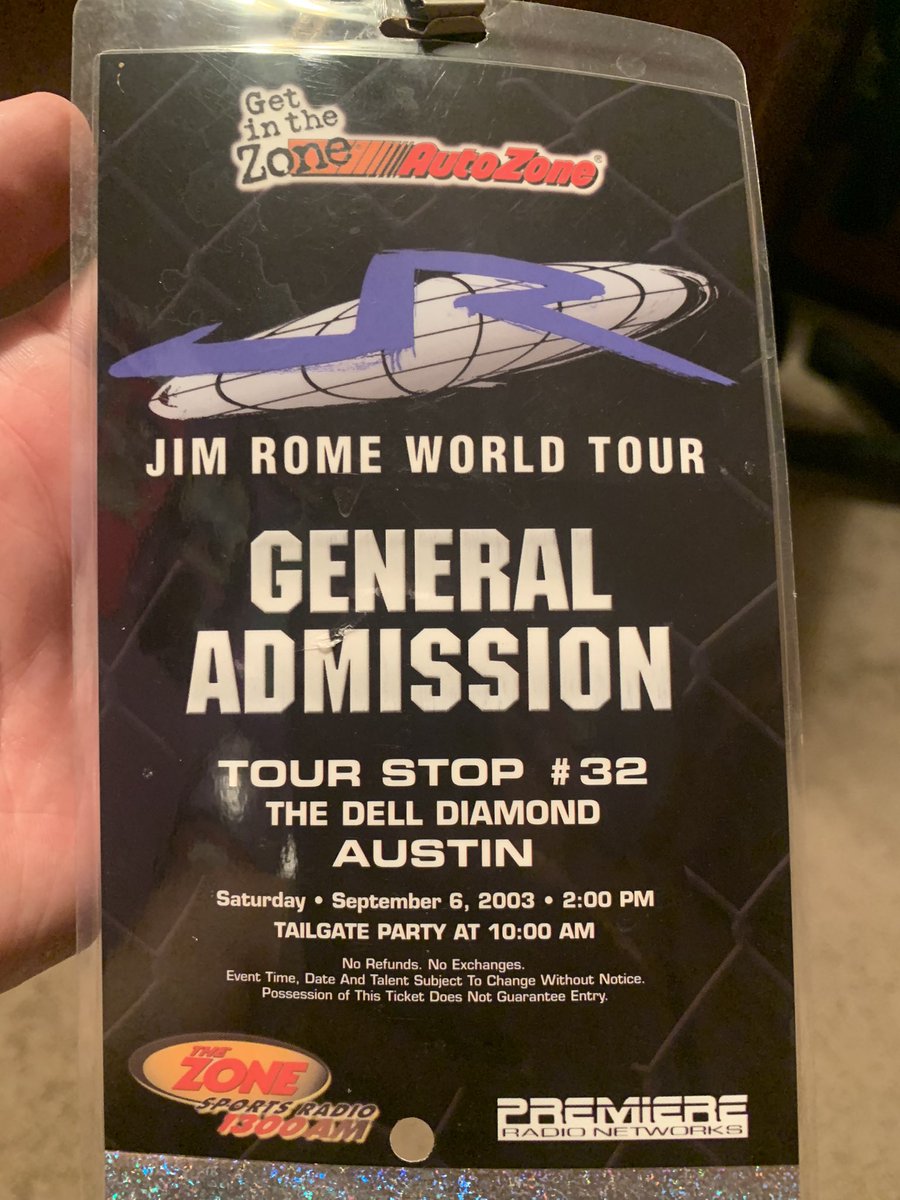 Get
in the
Zone AutoZone®
JR
JIM ROME WORLD TOUR
GENERAL
ADMISSION
TOUR STOP #32
THE DELL DIAMOND
AUSTIN
Saturday • September 6, 2003 • 2:00 PM
TAILGATE PARTY AT 10:00 AM
No Refunds. No Exchanges.
Event Time, Date And Talent Subject To Change Without Notice.
Possession of This Ticket Does Not Guarantee Entry.
THE
ZONE
SPORTS RADIO
1300 AM
PREMIERE
RADIO NETWORKS